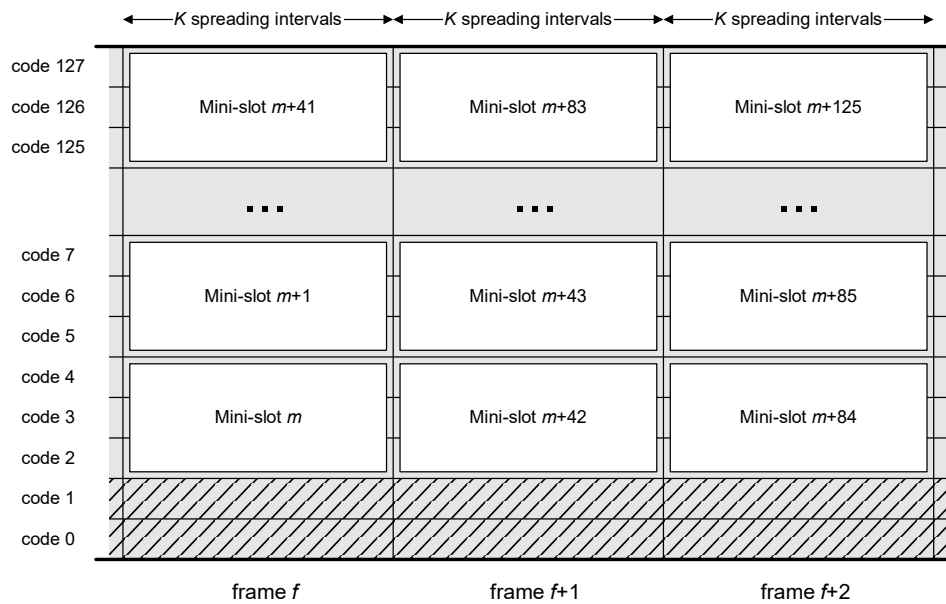 K spreading intervals K spreading intervals K spreading intervals
code 127
code 126 Mini-slot m+41 Mini-slot m+83 Mini-slot m+125
code 125
... ... ...
code 7
code 6 Mini-slot m+1 Mini-slot m+43 Mini-slot m+85
code 5
code 4
code 3 Mini-slot m Mini-slot m+42 Mini-slot m+84
code 2
code 1
code 0
frame f frame f+1 frame f+2